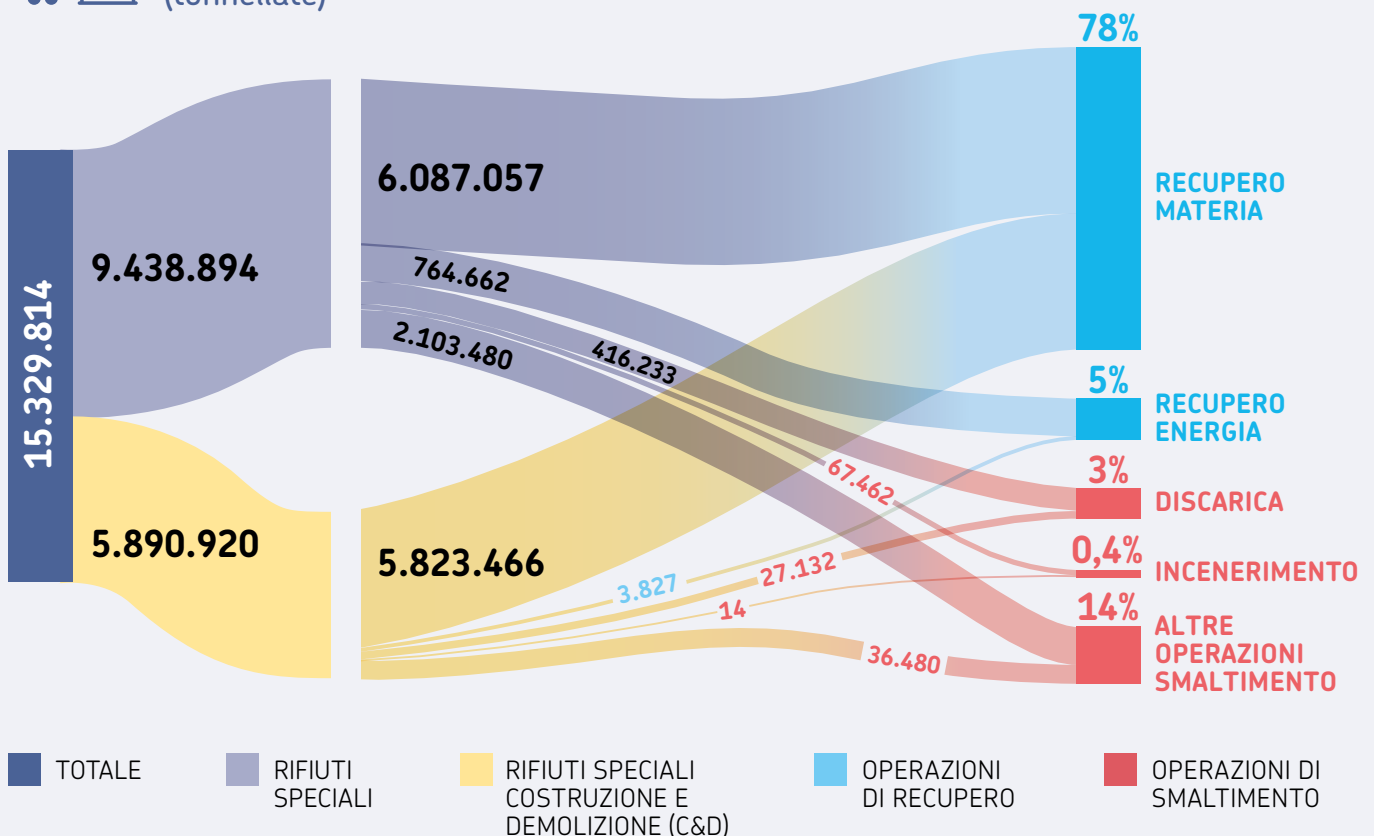 (tonnellate)
15.329.814
9.438.894
5.890.920
6.087.057
764.662
416.233
2.103.480
67.462
5.823.466
3.827
27.132
14
36.480
78%
RECUPERO
MATERIA
5%
RECUPERO
ENERGIA
3%
DISCARICA
0,4%
INCENERIMENTO
14%
ALTRE
OPERAZIONI
SMALTIMENTO
TOTALE
RIFIUTI
SPECIALI
RIFIUTI SPECIALI
COSTRUZIONE E
DEMOLIZIONE (C&D)
OPERAZIONI
DI RECUPERO
OPERAZIONI DI
SMALTIMENTO